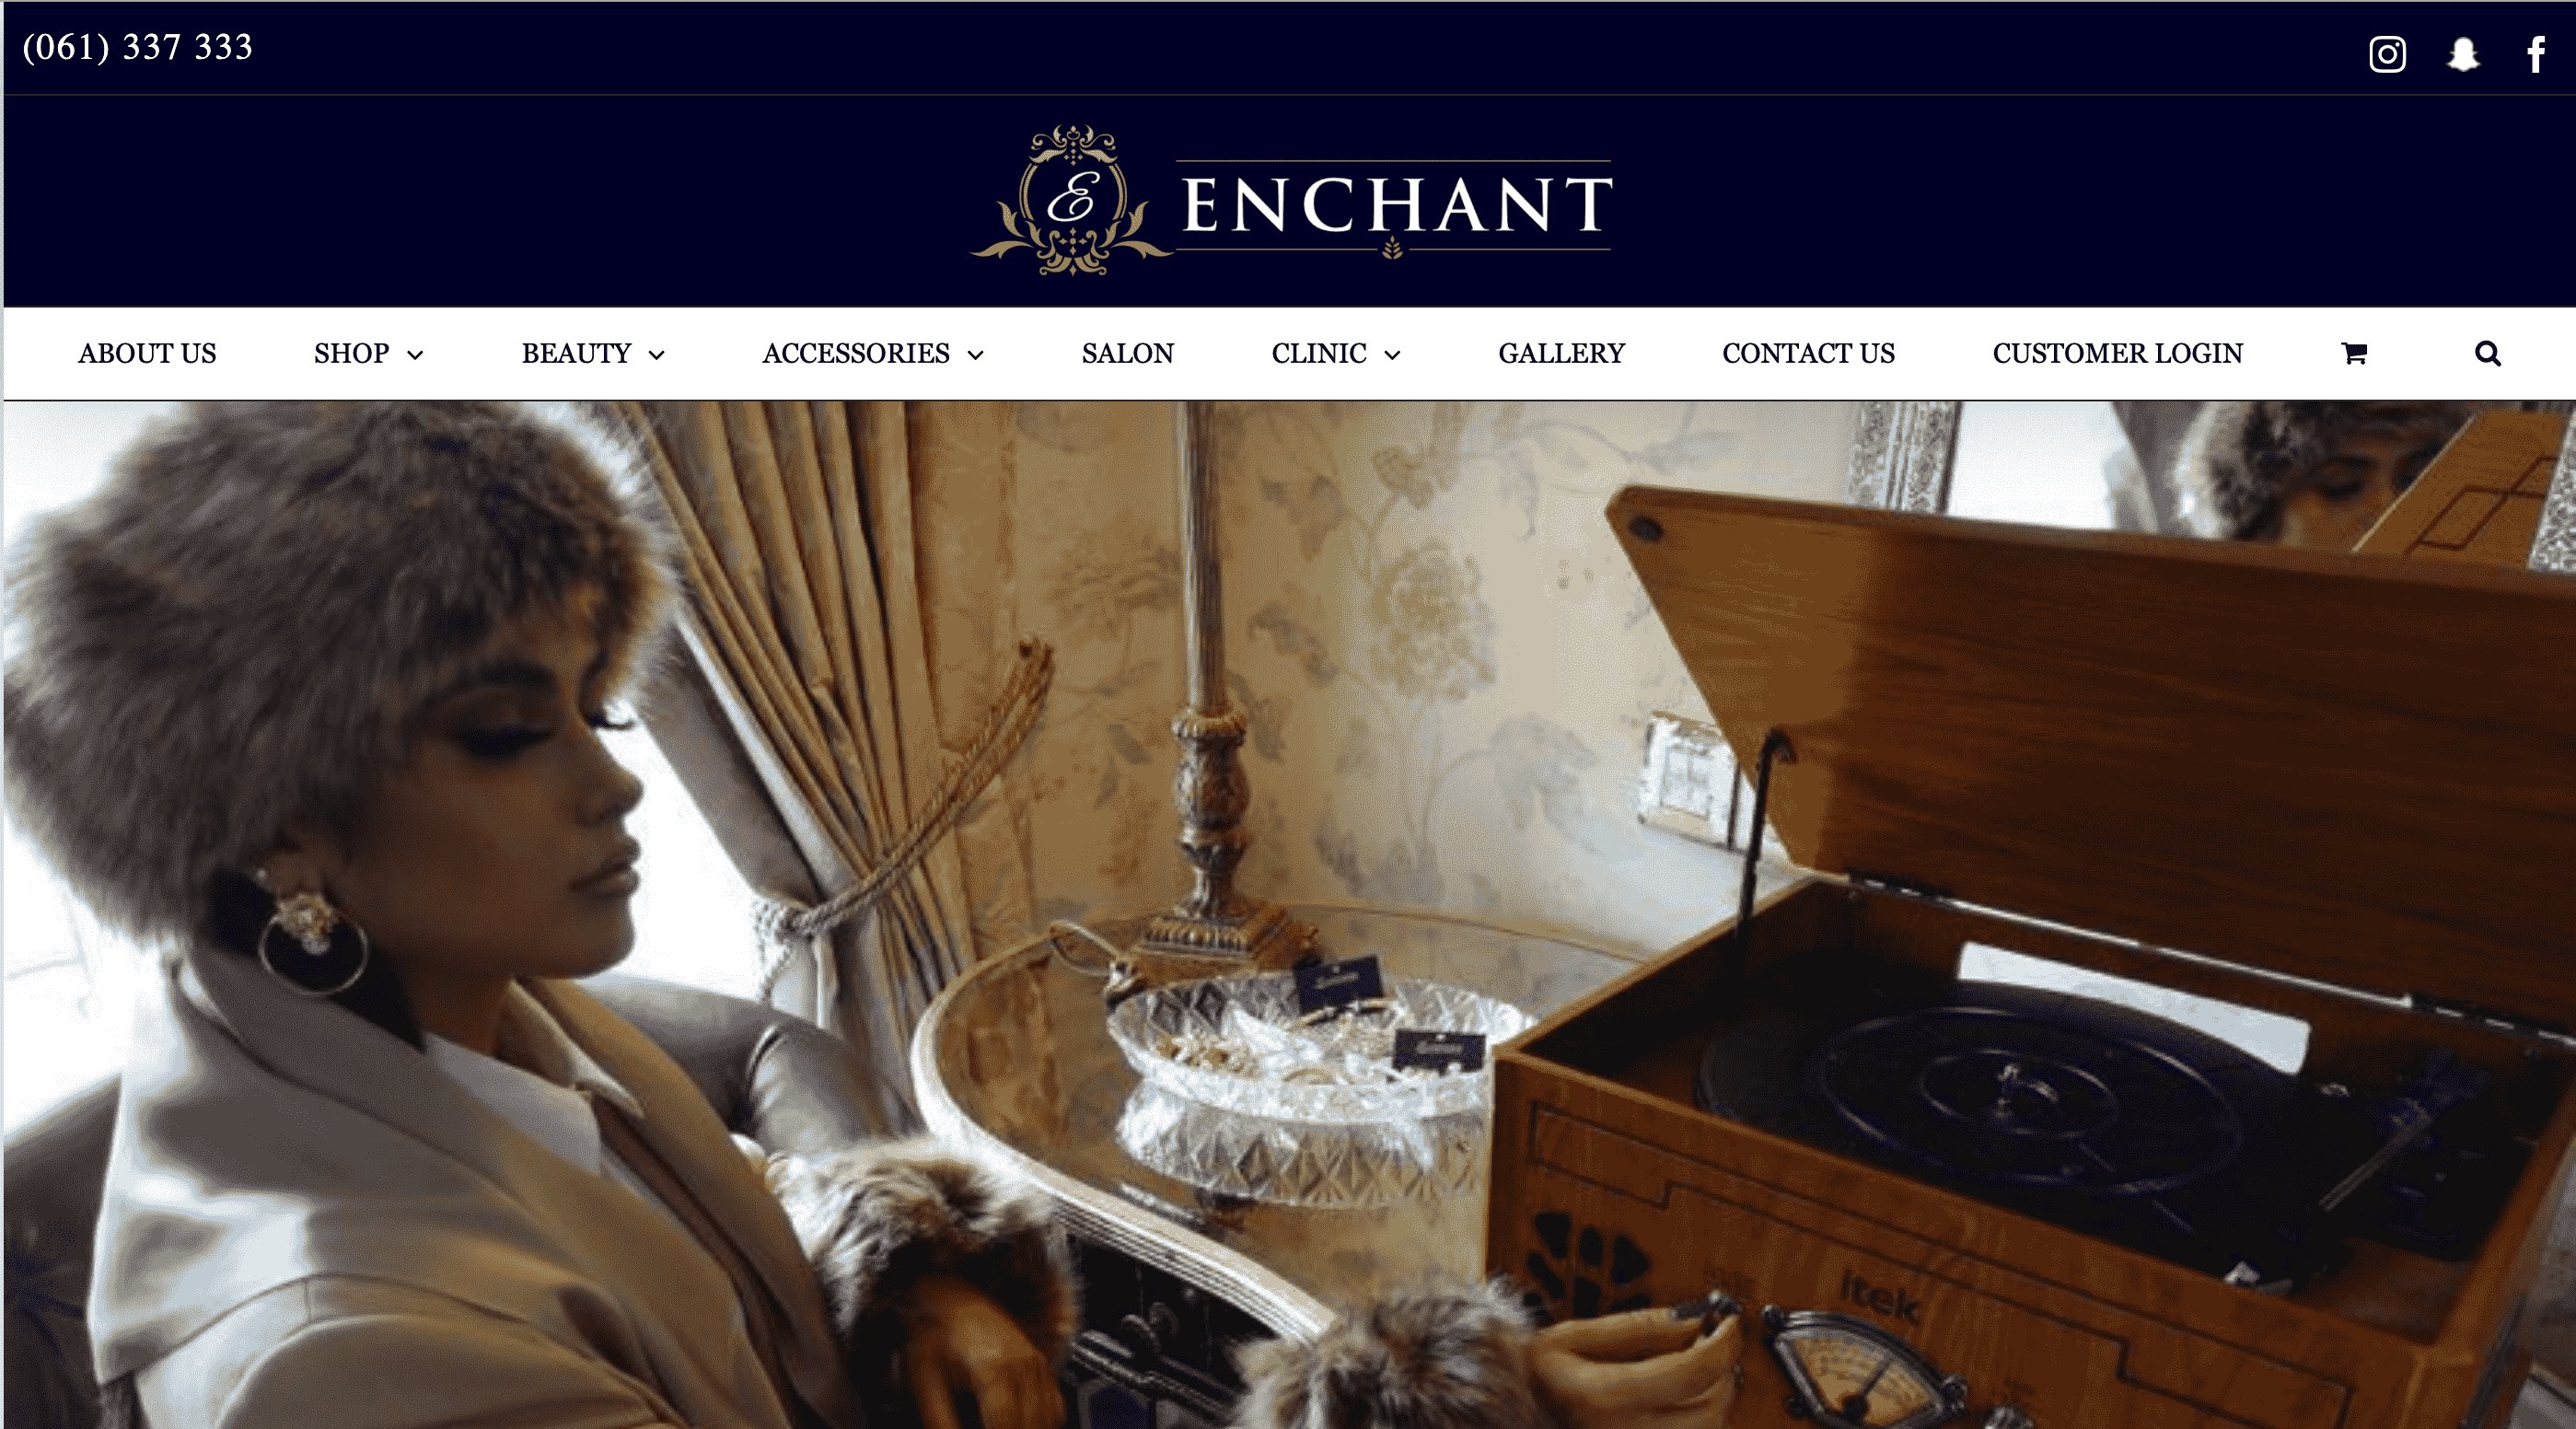 (061) 337 333
E ENCHANT
ABOUT US SHOP BEAUTY ACCESSORIES SALON CLINIC GALLERY CONTACT US CUSTOMER LOGIN
itek